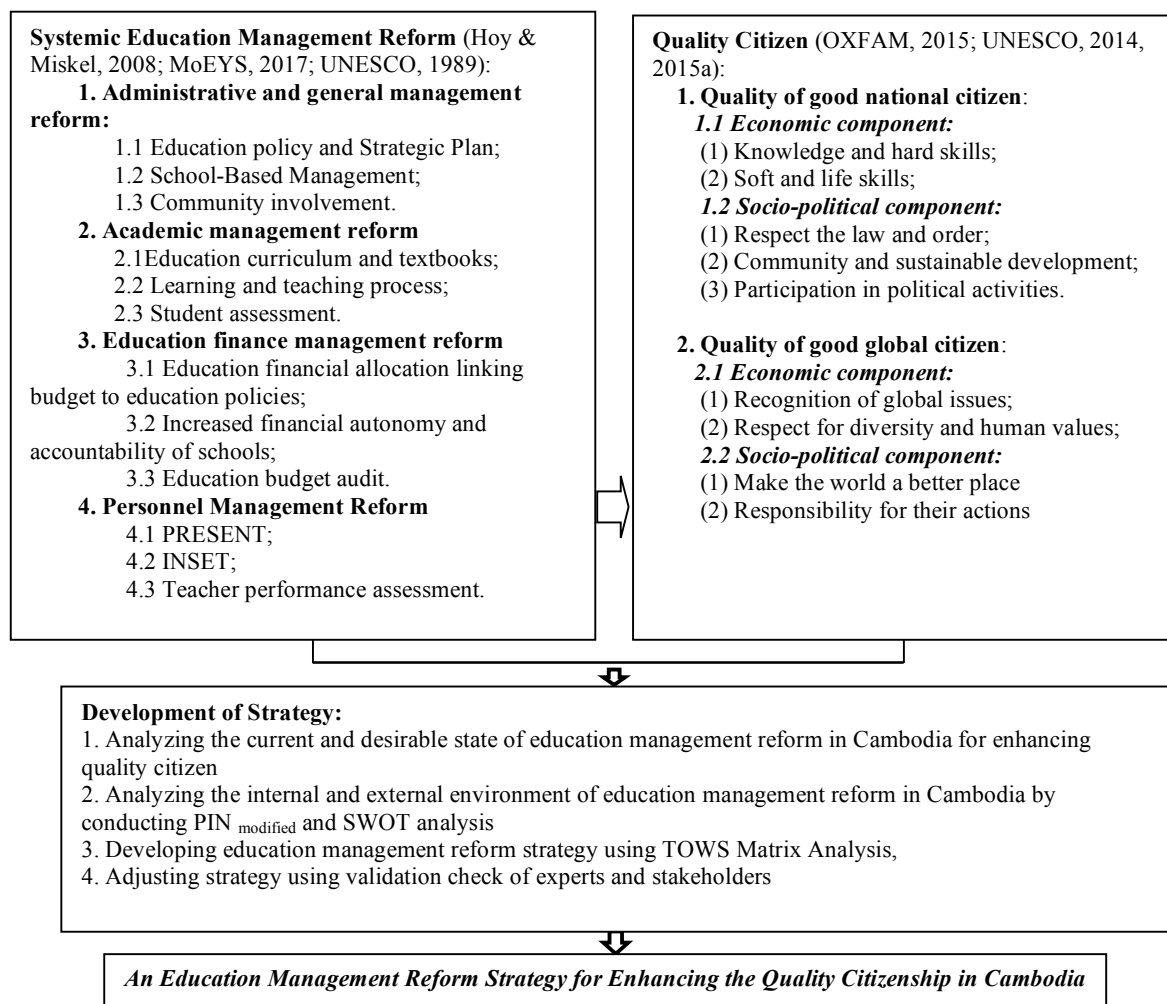 Systemic Education Management Reform (Hoy &
Miskel, 2008; MoEYS, 2017; UNESCO, 1989):
1. Administrative and general management
reform:
1.1 Education policy and Strategic Plan;
1.2 School-Based Management;
1.3 Community involvement.
2. Academic management reform
2.1Education curriculum and textbooks;
2.2 Learning and teaching process;
2.3 Student assessment.
3. Education finance management reform
3.1 Education financial allocation linking
budget to education policies;
3.2 Increased financial autonomy and
accountability of schools;
3.3 Education budget audit.
4. Personnel Management Reform
4.1 PRESENT;
4.2 INSET;
4.3 Teacher performance assessment.
Quality Citizen (OXFAM, 2015; UNESCO, 2014,
2015a):
1. Quality of good national citizen:
1.1 Economic component:
(1) Knowledge and hard skills;
(2) Soft and life skills;
1.2 Socio-political component:
(1) Respect the law and order;
(2) Community and sustainable development;
(3) Participation in political activities.
2. Quality of good global citizen:
2.1 Economic component:
(1) Recognition of global issues;
(2) Respect for diversity and human values;
2.2 Socio-political component:
(1) Make the world a better place
(2) Responsibility for their actions
Development of Strategy:
1. Analyzing the current and desirable state of education management reform in Cambodia for enhancing
quality citizen
2. Analyzing the internal and external environment of education management reform in Cambodia by
conducting PIN modified and SWOT analysis
3. Developing education management reform strategy using TOWS Matrix Analysis,
4. Adjusting strategy using validation check of experts and stakeholders
An Education Management Reform Strategy for Enhancing the Quality Citizenship in Cambodia